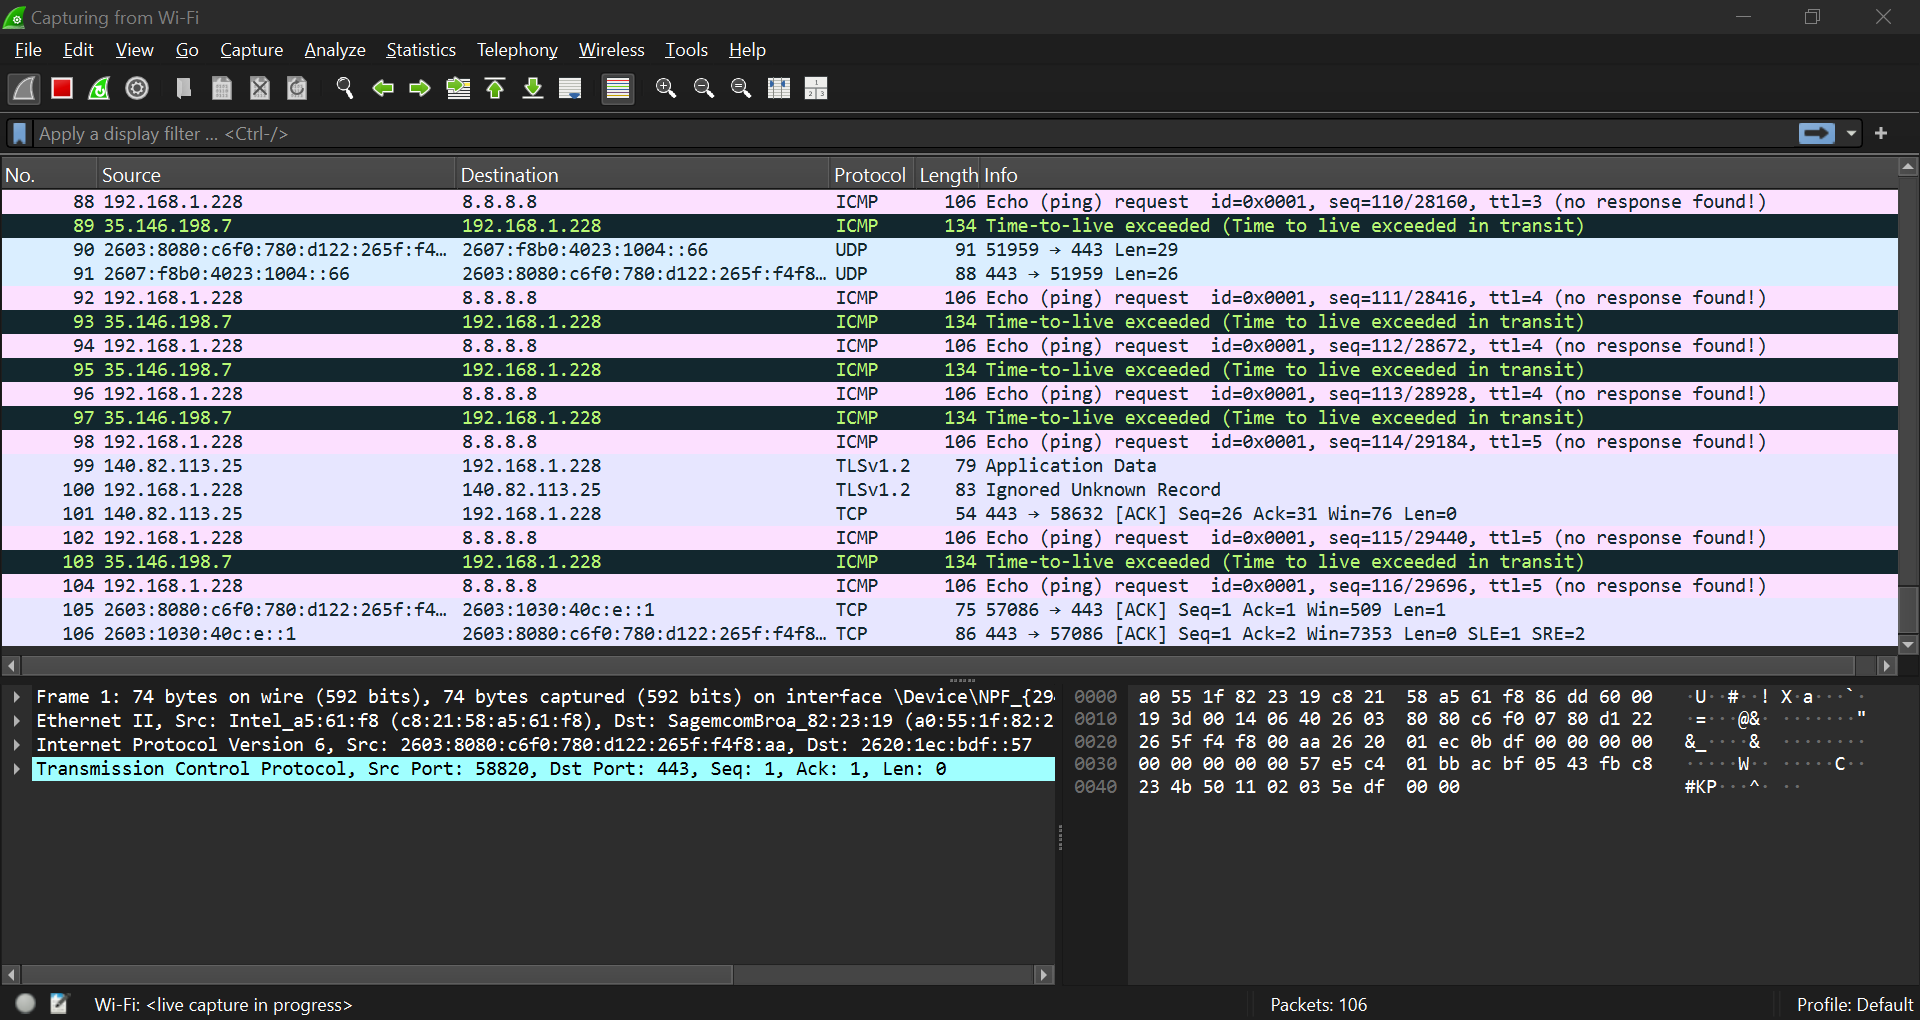 Capturing from Wi-Fi
File Edit View Go Capture Analyze Statistics Telephony Wireless Tools Help
Apply a display filter ... <Ctrl-/>
No. Source Destination Protocol Length Info
88 192.168.1.228 8.8.8.8 ICMP 106 Echo (ping) request id=0x0001, seq=110/28160, ttl=3 (no response found!)
89 35.146.198.7 192.168.1.228 ICMP 134 Time-to-live exceeded (Time to live exceeded in transit)
90 2603:8080:c6f0:780:d122:265f:f4… 2607:f8b0:4023:1004::66 UDP 91 51959 → 443 Len=29
91 2607:f8b0:4023:1004::66 2603:8080:c6f0:780:d122:265f:f4f8… UDP 88 443 → 51959 Len=26
92 192.168.1.228 8.8.8.8 ICMP 106 Echo (ping) request id=0x0001, seq=111/28416, ttl=4 (no response found!)
93 35.146.198.7 192.168.1.228 ICMP 134 Time-to-live exceeded (Time to live exceeded in transit)
94 192.168.1.228 8.8.8.8 ICMP 106 Echo (ping) request id=0x0001, seq=112/28672, ttl=4 (no response found!)
95 35.146.198.7 192.168.1.228 ICMP 134 Time-to-live exceeded (Time to live exceeded in transit)
96 192.168.1.228 8.8.8.8 ICMP 106 Echo (ping) request id=0x0001, seq=113/28928, ttl=4 (no response found!)
97 35.146.198.7 192.168.1.228 ICMP 134 Time-to-live exceeded (Time to live exceeded in transit)
98 192.168.1.228 8.8.8.8 ICMP 106 Echo (ping) request id=0x0001, seq=114/29184, ttl=5 (no response found!)
99 140.82.113.25 192.168.1.228 TLSv1.2 79 Application Data
100 192.168.1.228 140.82.113.25 TLSv1.2 83 Ignored Unknown Record
101 140.82.113.25 192.168.1.228 TCP 54 443 → 58632 [ACK] Seq=26 Ack=31 Win=76 Len=0
102 192.168.1.228 8.8.8.8 ICMP 106 Echo (ping) request id=0x0001, seq=115/29440, ttl=5 (no response found!)
103 35.146.198.7 192.168.1.228 ICMP 134 Time-to-live exceeded (Time to live exceeded in transit)
104 192.168.1.228 8.8.8.8 ICMP 106 Echo (ping) request id=0x0001, seq=116/29696, ttl=5 (no response found!)
105 2603:8080:c6f0:780:d122:265f:f4… 2603:1030:40c:e::1 TCP 75 57086 → 443 [ACK] Seq=1 Ack=1 Win=509 Len=1
106 2603:1030:40c:e::1 2603:8080:c6f0:780:d122:265f:f4f8… TCP 86 443 → 57086 [ACK] Seq=1 Ack=2 Win=7353 Len=0 SLE=1 SRE=2
Frame 1: 74 bytes on wire (592 bits), 74 bytes captured (592 bits) on interface \Device\NPF_{29
Ethernet II, Src: Intel_a5:61:f8 (c8:21:58:a5:61:f8), Dst: SagemcomBroa_82:23:19 (a0:55:1f:82:2
Internet Protocol Version 6, Src: 2603:8080:c6f0:780:d122:265f:f4f8:aa, Dst: 2620:1ec:bdf::57
Transmission Control Protocol, Src Port: 58820, Dst Port: 443, Seq: 1, Ack: 1, Len: 0
0000 a0 55 1f 82 23 19 c8 21 58 a5 61 f8 86 dd 60 00 ·U··#··! X·a···`·
0010 19 3d 00 14 06 40 26 03 80 80 c6 f0 07 80 d1 22 ·=···@&· ·······"
0020 26 5f f4 f8 00 aa 26 20 01 ec 0b df 00 00 00 00 &_····& ········
0030 00 00 00 00 00 57 e5 c4 01 bb ac bf 05 43 fb c8 ·····W·· ·····C··
0040 23 4b 50 11 02 03 5e df 00 00 #KP···^· ··
Wi-Fi: <live capture in progress> Packets: 106 Profile: Default